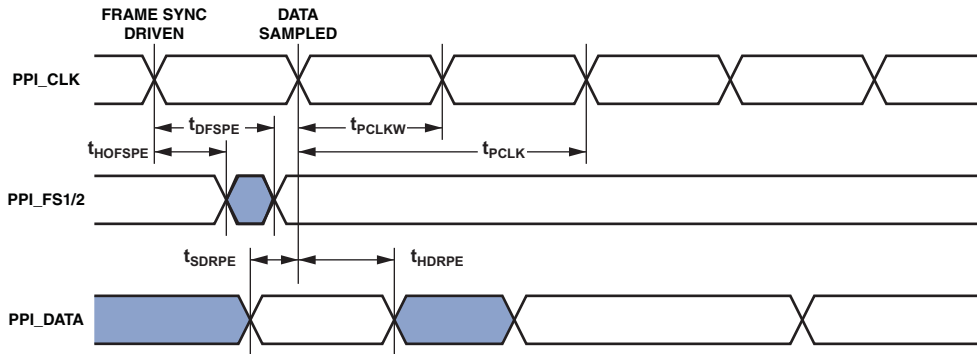 FRAME SYNC
DRIVEN
DATA
SAMPLED
PPI_CLK
tDFSPE
tPCLKW
tHOFSPE
tPCLK
PPI_FS1/2
tSDRPE
tHDRPE
PPI_DATA